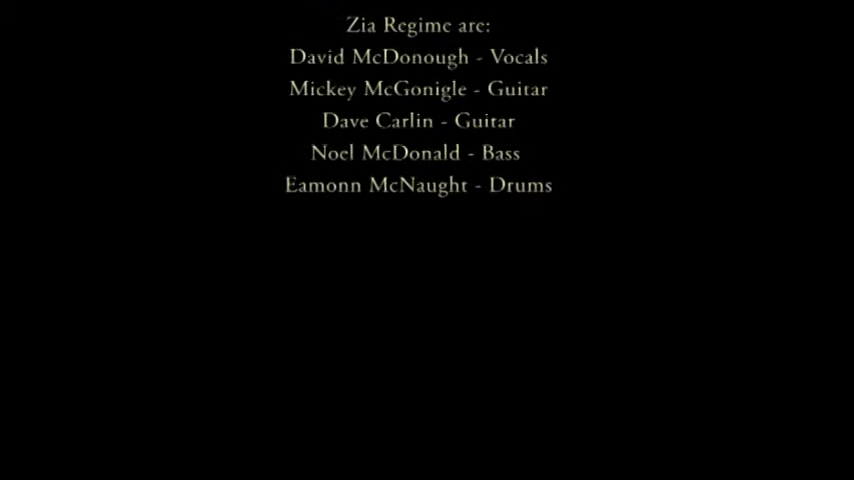 Zia Regime are:
David McDonough - Vocals
Mickey McGonigle - Guitar
Dave Carlin - Guitar
Noel McDonald - Bass
Eamonn McNaught - Drums